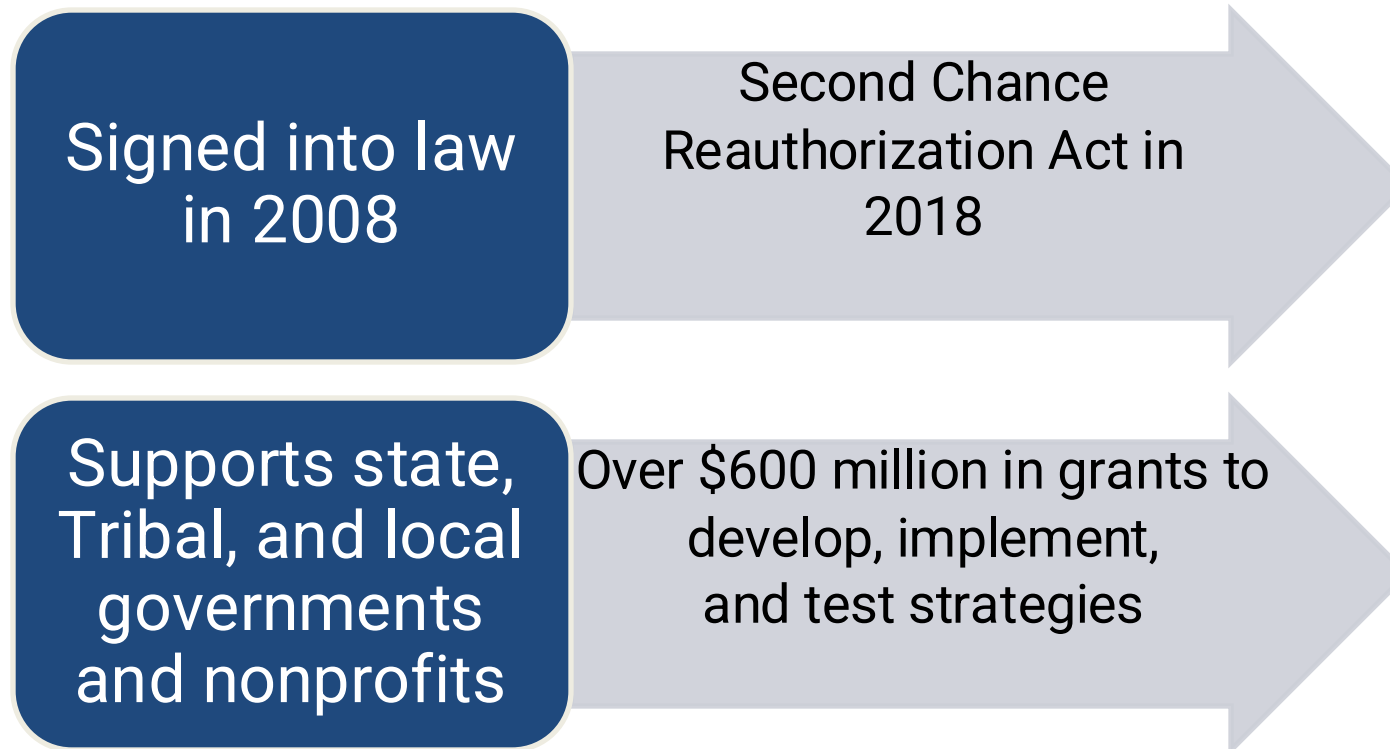 Signed into law
in 2008
Second Chance
Reauthorization Act in
2018
Supports state,
Tribal, and local
governments
and nonprofits
Over $600 million in grants to
develop, implement,
and test strategies